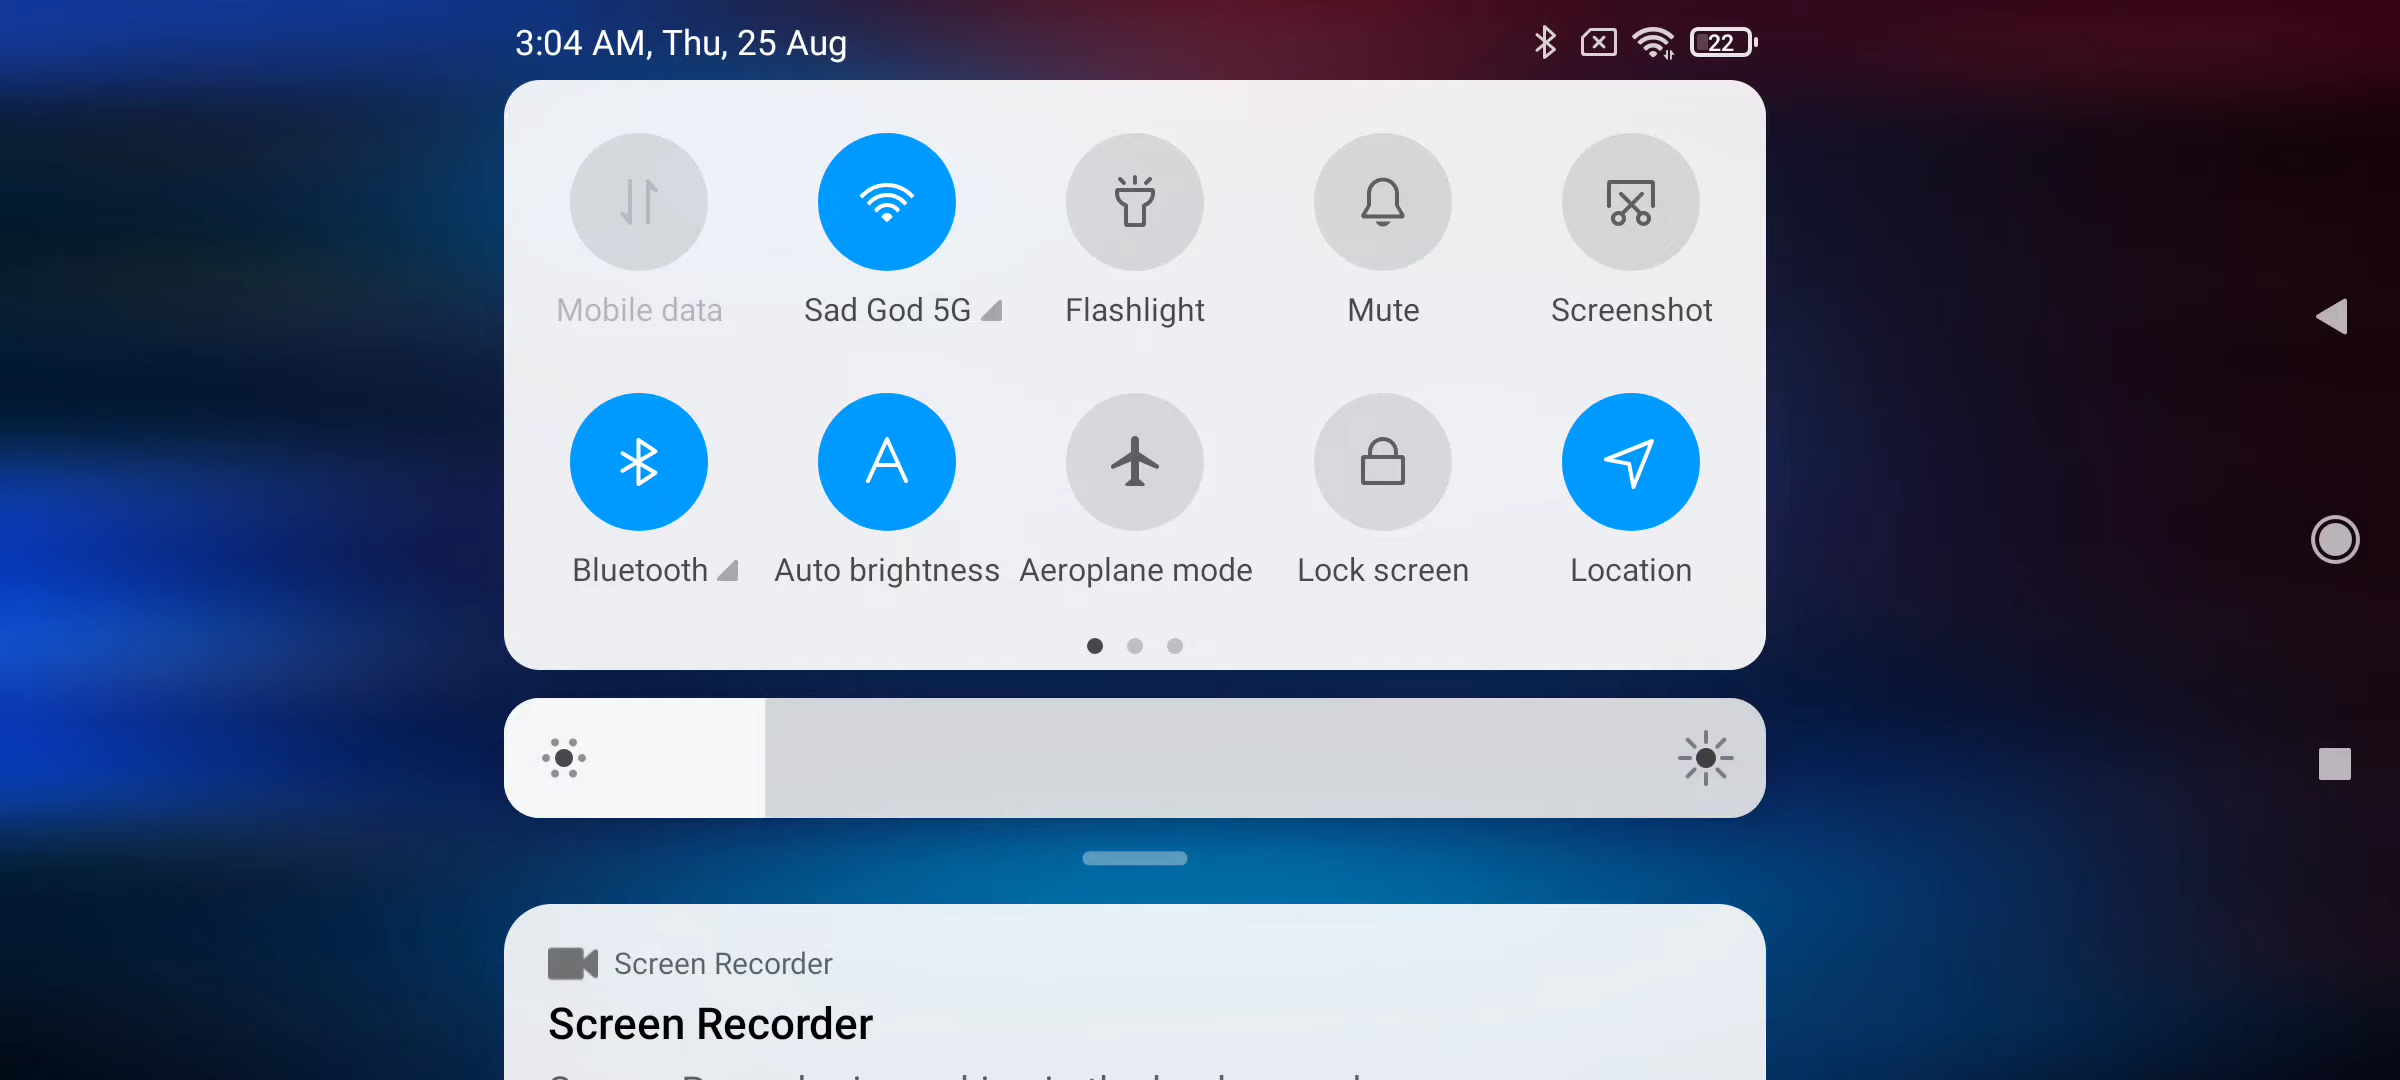 3:04 AM, Thu, 25 Aug
22
Mobile data
Sad God 5G
Flashlight
Mute
Screenshot
Bluetooth
Auto brightness
Aeroplane mode
Lock screen
Location
Screen Recorder
Screen Recorder